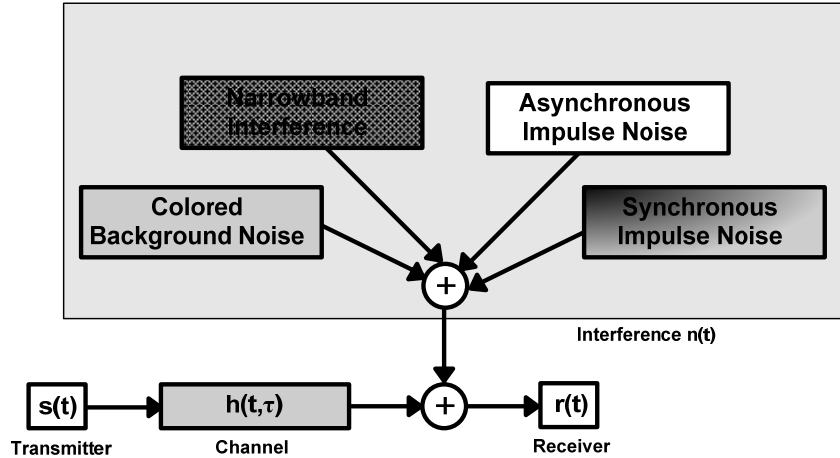 Narrowband
Interference
Asynchronous
Impulse Noise
Colored
Background Noise
Synchronous
Impulse Noise
+
Interference n(t)
s(t)
h(t,τ)
+
r(t)
Transmitter
Channel
Receiver